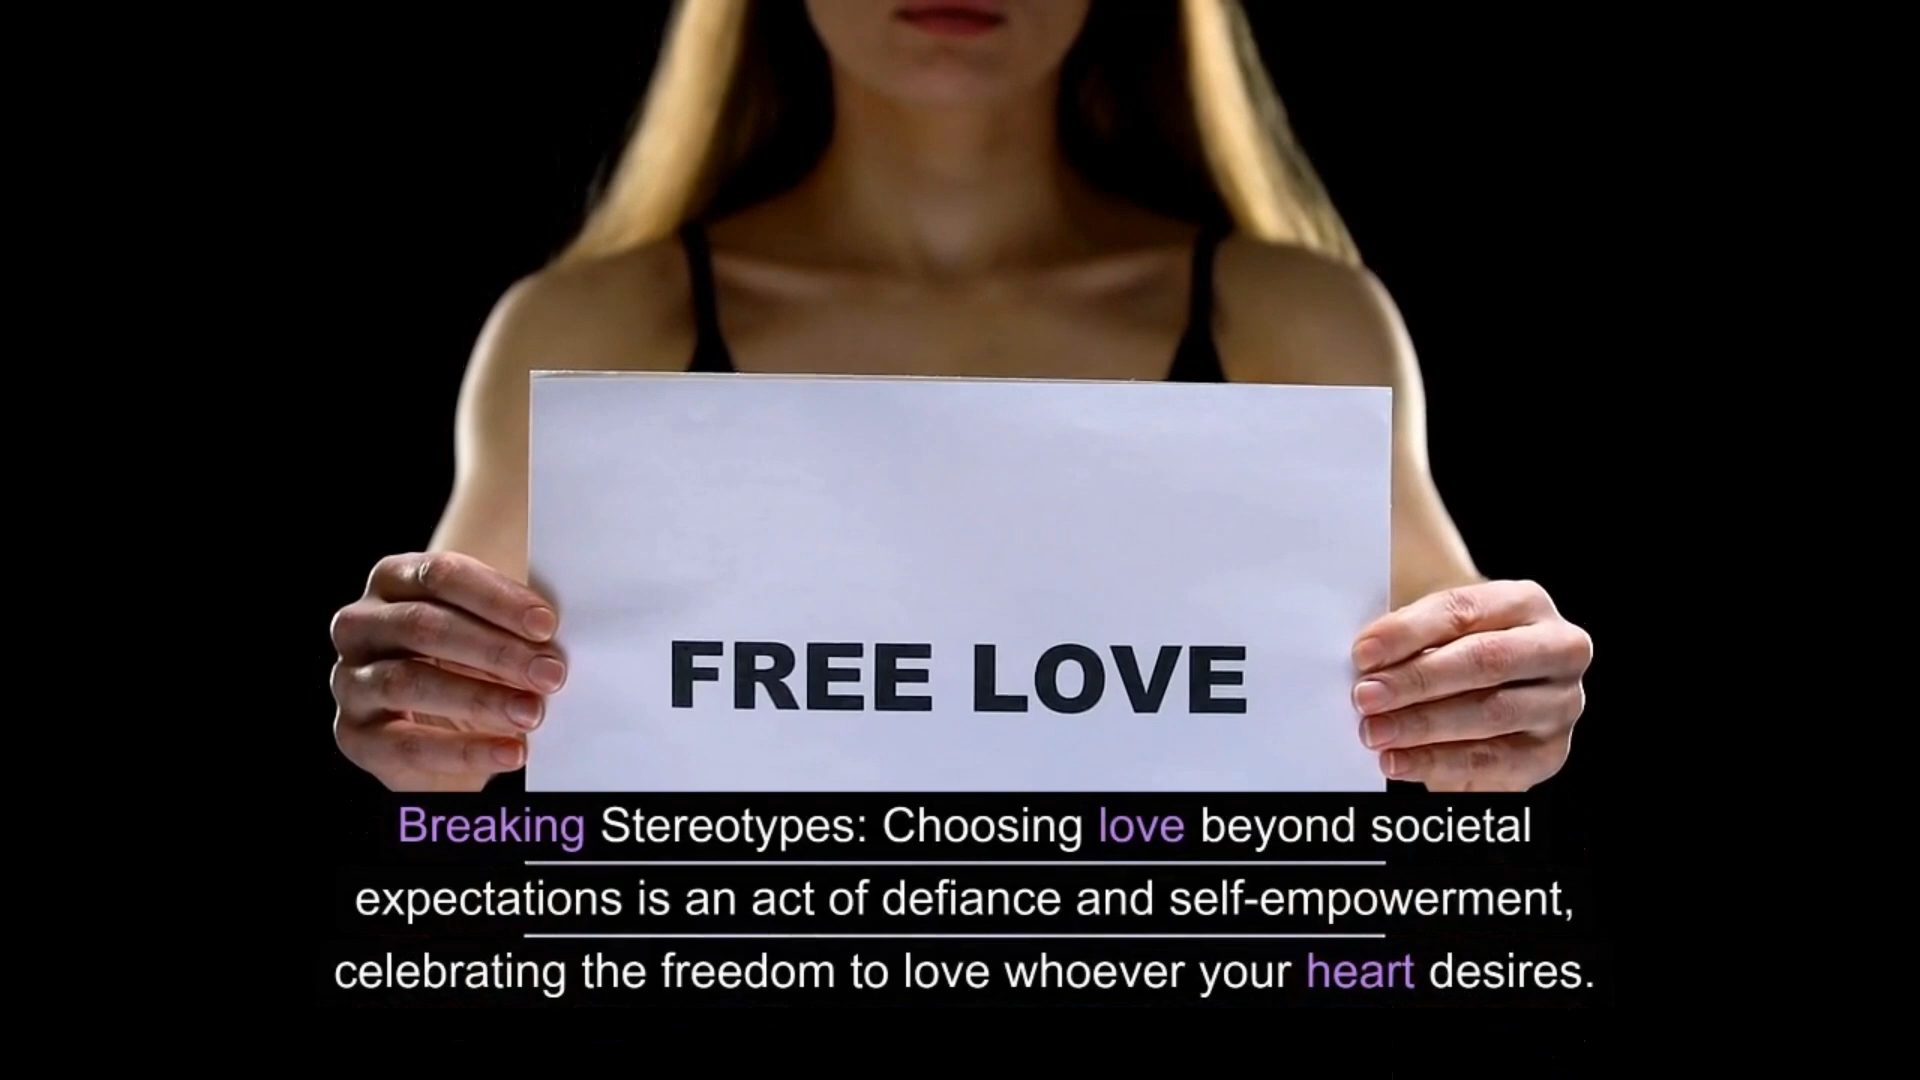 FREE LOVE
Breaking Stereotypes: Choosing love beyond societal
expectations is an act of defiance and self-empowerment,
celebrating the freedom to love whoever your heart desires.